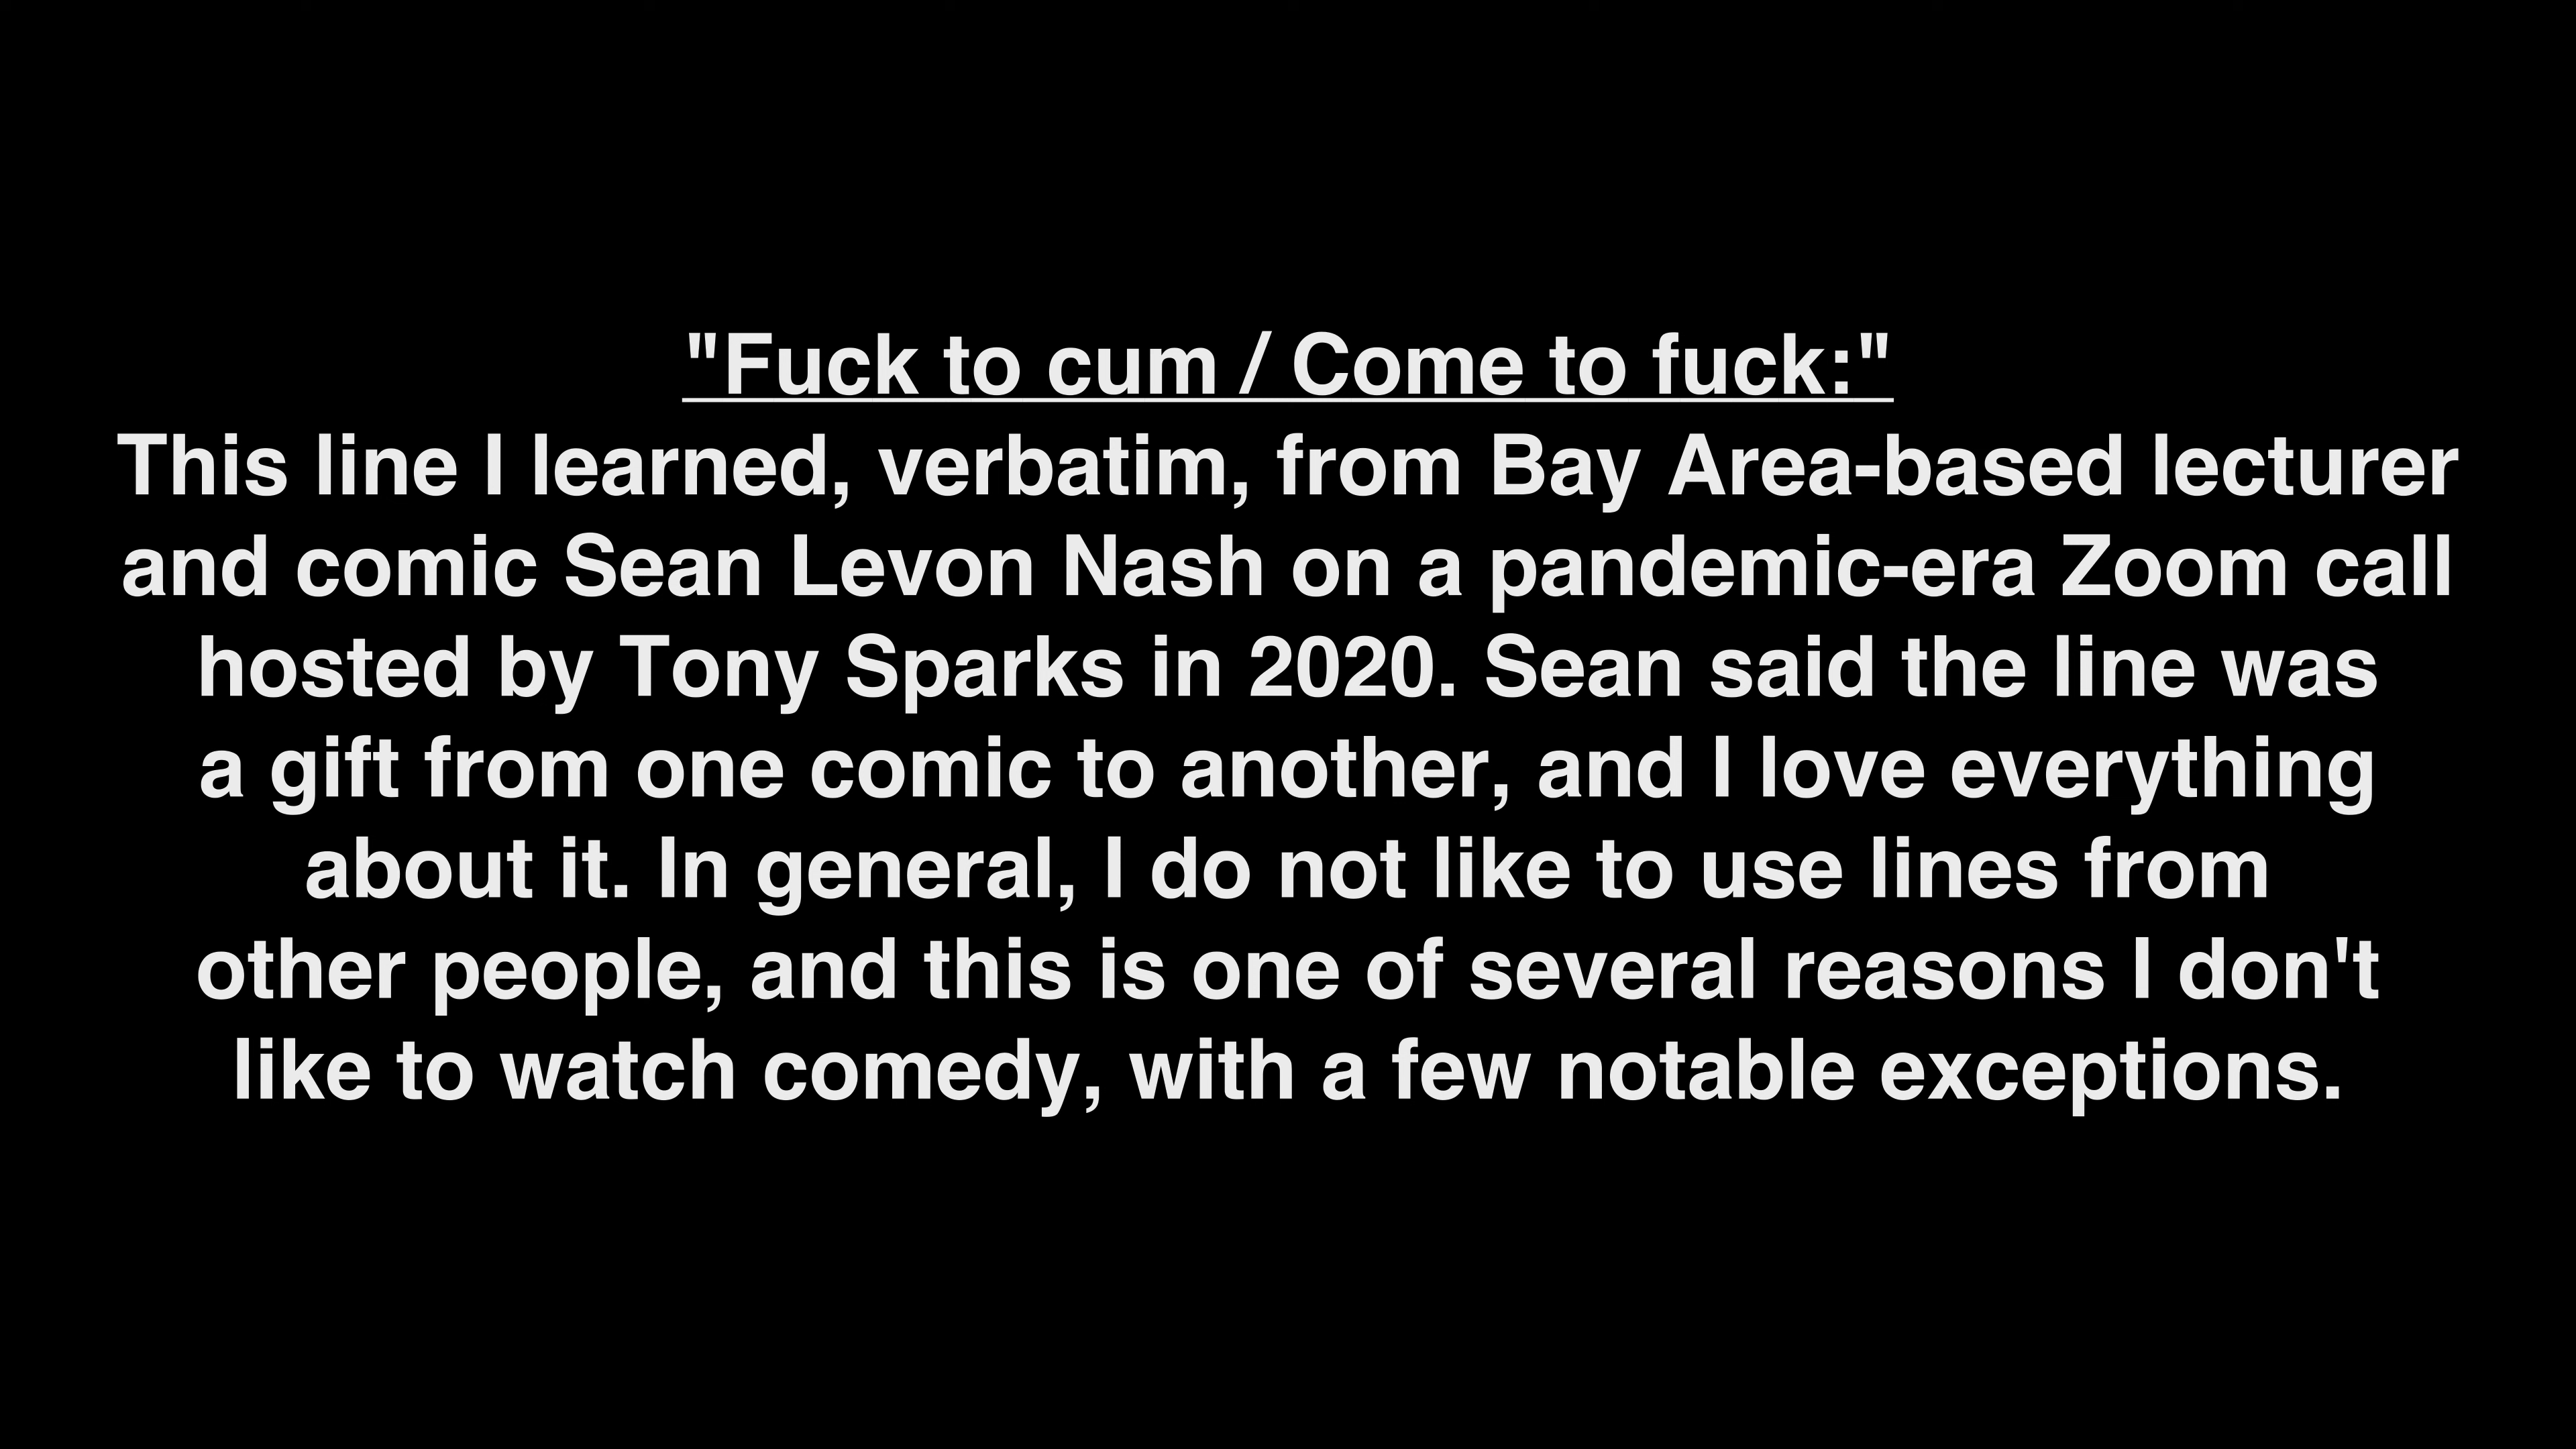 "Fuck to cum / Come to fuck:"
This line I learned, verbatim, from Bay Area-based lecturer
and comic Sean Levon Nash on a pandemic-era Zoom call
hosted by Tony Sparks in 2020. Sean said the line was
a gift from one comic to another, and I love everything
about it. In general, I do not like to use lines from
other people, and this is one of several reasons I don't
like to watch comedy, with a few notable exceptions.